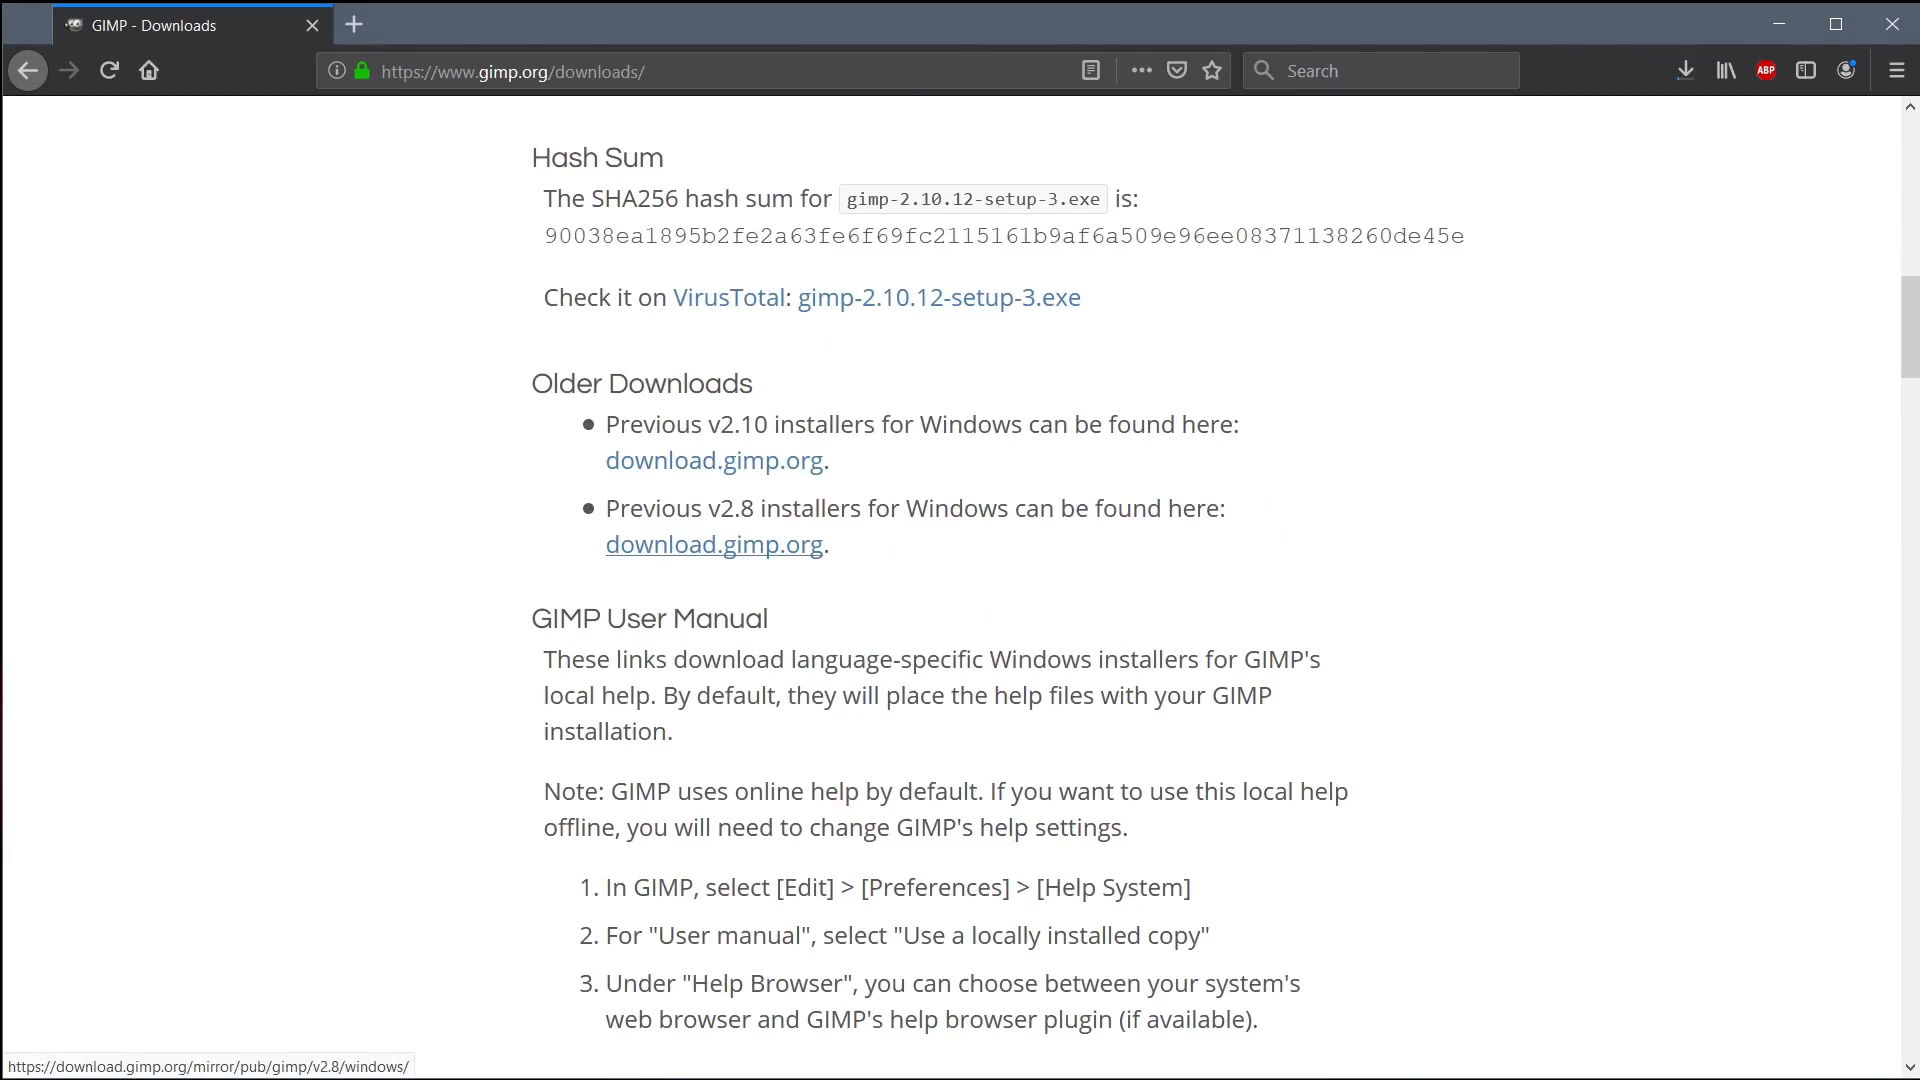 GIMP - Downloads
https://www.gimp.org/downloads/
Search
ABP
Hash Sum
The SHA256 hash sum for gimp-2.10.12-setup-3.exe is:
90038ea1895b2fe2a63fe6f69fc2115161b9af6a509e96ee08371138260de45e
Check it on VirusTotal: gimp-2.10.12-setup-3.exe
Older Downloads
• Previous v2.10 installers for Windows can be found here:
download.gimp.org.
• Previous v2.8 installers for Windows can be found here:
download.gimp.org.
GIMP User Manual
These links download language-specific Windows installers for GIMP's
local help. By default, they will place the help files with your GIMP
installation.
Note: GIMP uses online help by default. If you want to use this local help
offline, you will need to change GIMP's help settings.
1. In GIMP, select [Edit] > [Preferences] > [Help System]
2. For "User manual", select "Use a locally installed copy"
3. Under "Help Browser", you can choose between your system's
web browser and GIMP's help browser plugin (if available).
https://download.gimp.org/mirror/pub/gimp/v2.8/windows/